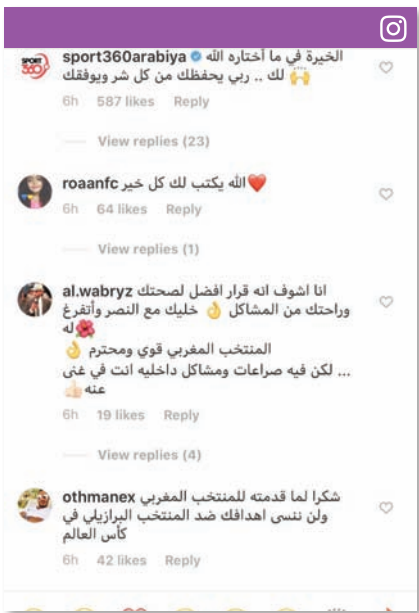 SPORT 360
sport360arabiya الخيرة في ما أختاره الله
لك .. ربي يحفظك من كل شر ويوفقك 🙌
6h 587 likes Reply
View replies (23)
roaanfc الله يكتب لك كل خير❤️
6h 64 likes Reply
View replies (1)
al.wabryz انا اشوف انه قرار افضل لصحتك
وراحتك من المشاكل 👌 خليك مع النصر وأتفرغ
له🌺
المنتخب المغربي قوي ومحترم 👌
... لكن فيه صراعات ومشاكل داخليه انت في غنى
عنه👍🏻
6h 19 likes Reply
View replies (4)
othmanex شكرا لما قدمته للمنتخب المغربي
ولن ننسى اهدافك ضد المنتخب البرازيلي في
كأس العالم
6h 42 likes Reply